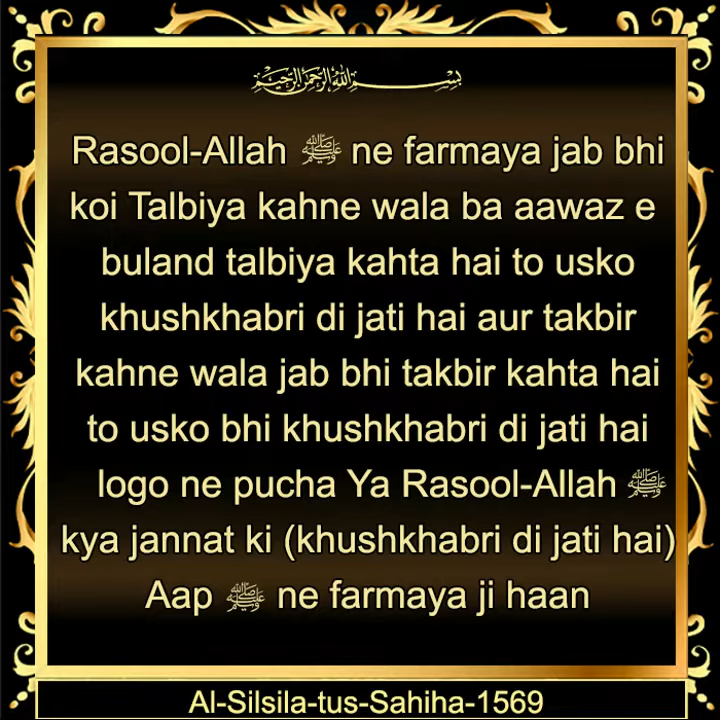 بسم الله الرحمن الرحيم
Rasool-Allah ﷺ ne farmaya jab bhi
koi Talbiya kahne wala ba aawaz e
buland talbiya kahta hai to usko
khushkhabri di jati hai aur takbir
kahne wala jab bhi takbir kahta hai
to usko bhi khushkhabri di jati hai
logo ne pucha Ya Rasool-Allah ﷺ
kya jannat ki (khushkhabri di jati hai)
Aap ﷺ ne farmaya ji haan
Al-Silsila-tus-Sahiha-1569